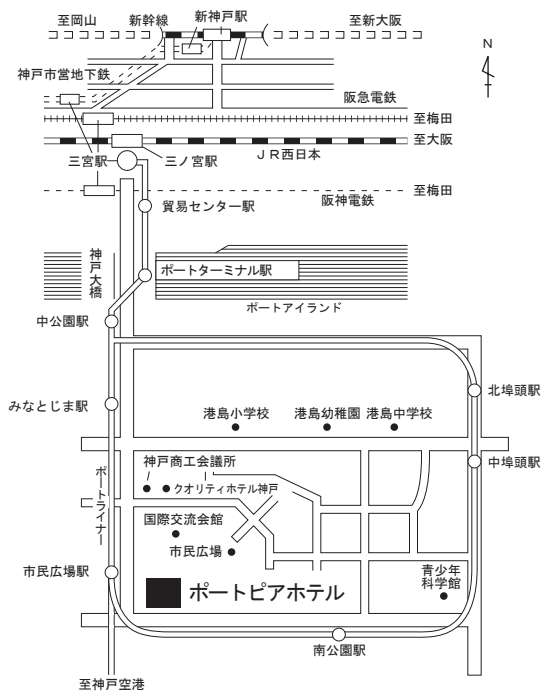 至岡山
新幹線
新神戸駅
至新大阪
N
神戸市営地下鉄
阪急電鉄
至梅田
至大阪
三宮駅
三ノ宮駅
JR西日本
阪神電鉄
至梅田
貿易センター駅
神戸大橋
ポートターミナル駅
ポートアイランド
中公園駅
北埠頭駅
みなとじま駅
港島小学校
港島幼稚園
港島中学校
神戸商工会議所
中埠頭駅
ポートライナー
クオリティホテル神戸
国際交流会館
市民広場
市民広場駅
青少年
科学館
ポートピアホテル
南公園駅
至神戸空港